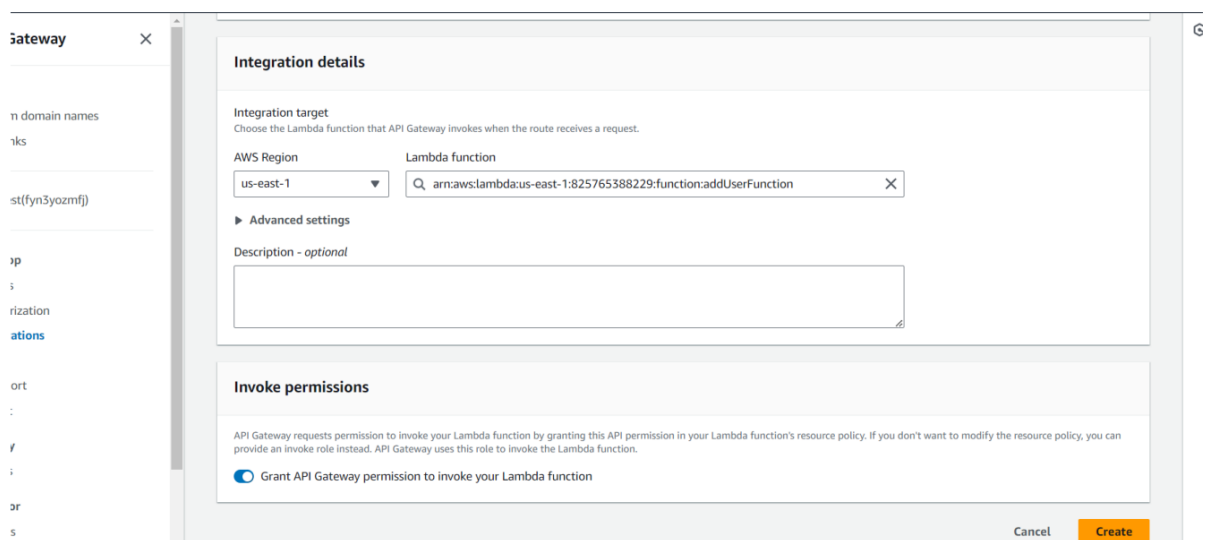 Gateway
n domain names
nks
est(fyn3yozmfj)
op
s
rization
ations
ort
t
y
s
or
s
Integration details
Integration target
Choose the Lambda function that API Gateway invokes when the route receives a request.
AWS Region
Lambda function
us-east-1
arn:aws:lambda:us-east-1:825765388229:function:addUserFunction
Advanced settings
Description - optional
Invoke permissions
API Gateway requests permission to invoke your Lambda function by granting this API permission in your Lambda function's resource policy. If you don't want to modify the resource policy, you can
provide an invoke role instead. API Gateway uses this role to invoke the Lambda function.
Grant API Gateway permission to invoke your Lambda function
Cancel
Create